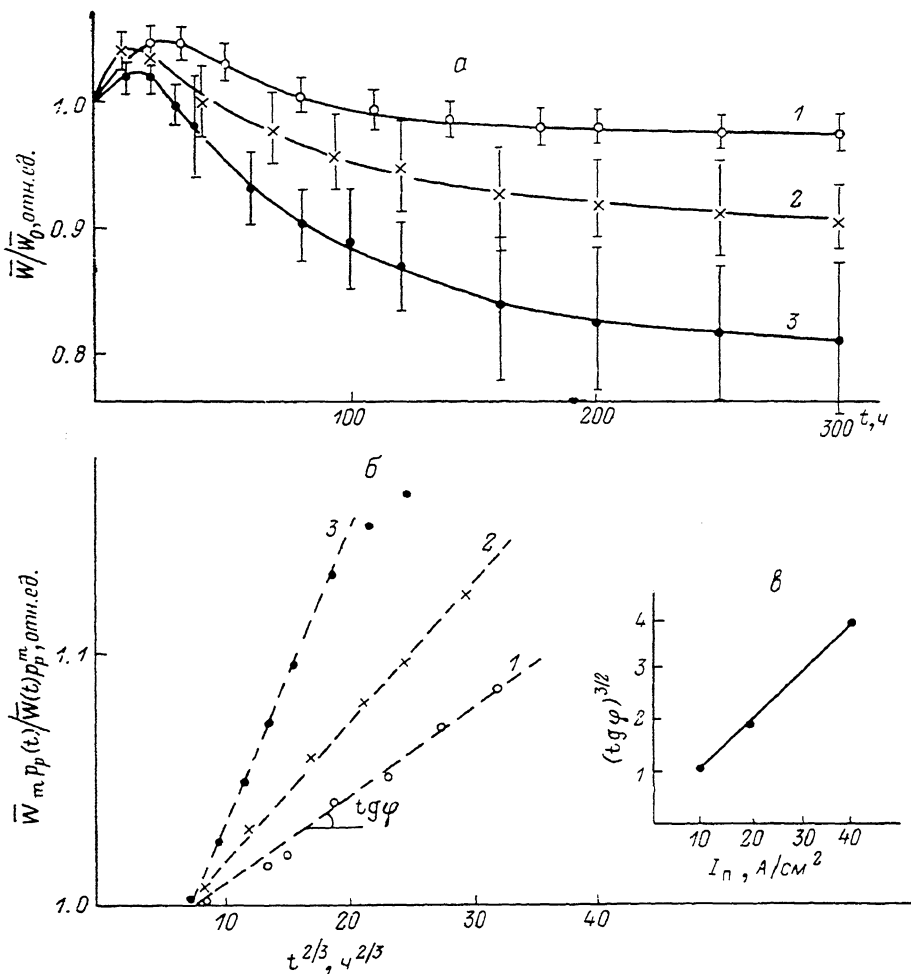 а
W̅/W̅₀, отн.ед.
1.0
0.9
0.8
1
2
3
100
200
300
t, ч
б
W̅ₘ pₚ(t)/W̅(t)pₚᵐ, отн.ед.
1.1
1.0
3
2
1
tgφ
10
20
30
40
t^2/3, ч^2/3
в
(tgφ)^3/2
4
3
2
1
10
20
30
40
Iп, А/см²